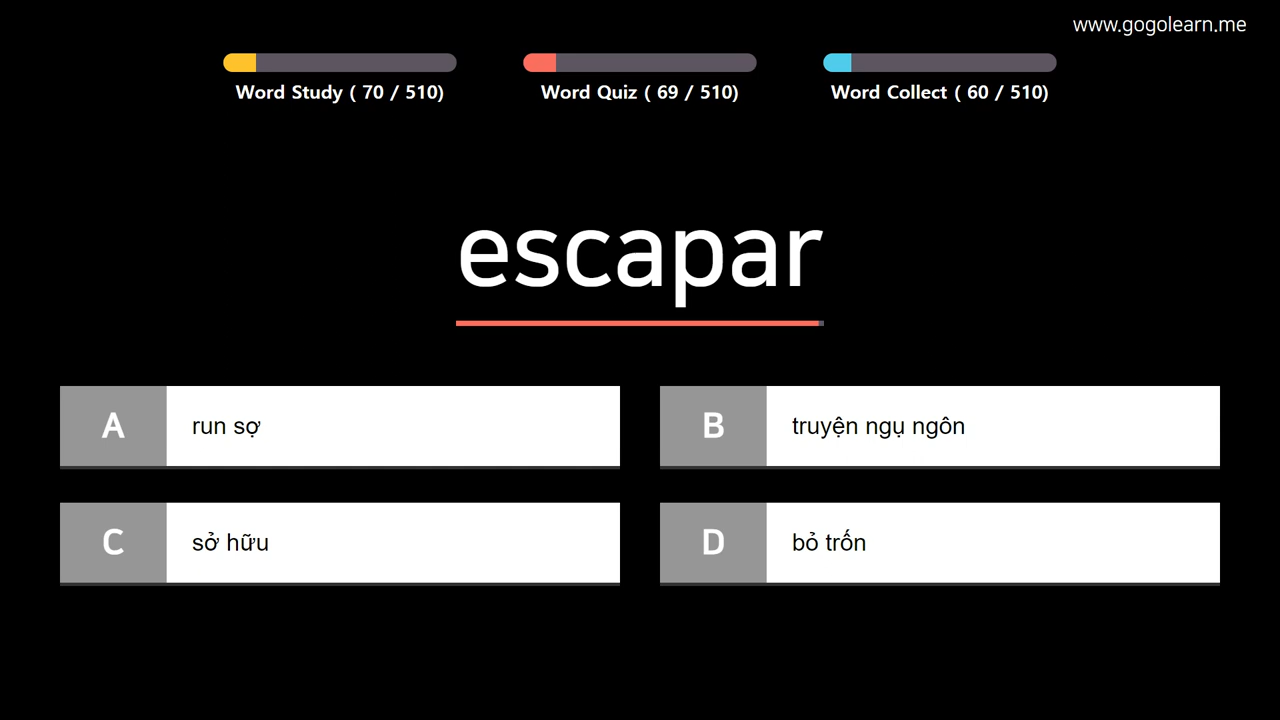 www.gogolearn.me
Word Study ( 70 / 510)
Word Quiz ( 69 / 510)
Word Collect ( 60 / 510)
escapar
A run sợ
B truyện ngụ ngôn
C sở hữu
D bỏ trốn